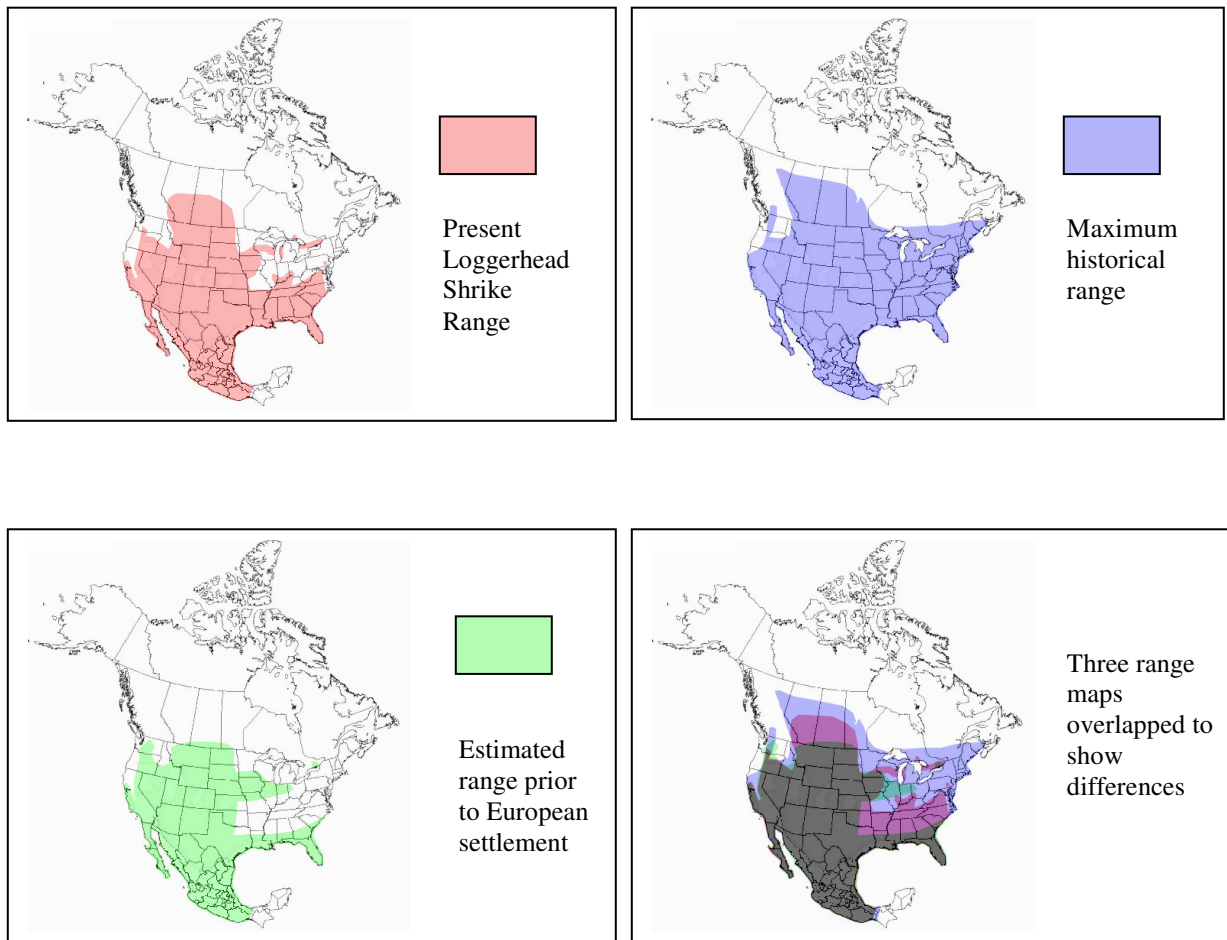 Present
Loggerhead
Shrike
Range
Maximum
historical
range
Estimated
range prior
to European
settlement
Three range
maps
overlapped to
show
differences